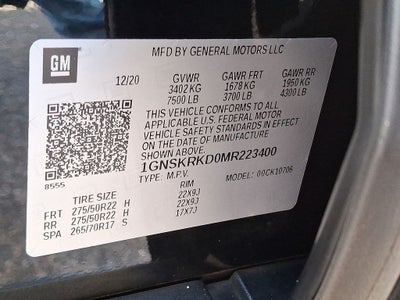 GM
MFD BY GENERAL MOTORS LLC
12/20 GVWR GAWR FRT GAWR RR
3402 KG 1678 KG 1950 KG
7500 LB 3700 LB 4300 LB
THIS VEHICLE CONFORMS TO ALL
APPLICABLE U.S. FEDERAL MOTOR
VEHICLE SAFETY STANDARDS IN EFFECT
ON THE DATE OF MANUFACTURE
SHOWN ABOVE.
8555
1GNSKRKD0MR223400
TYPE: M.P.V. MODEL: 00CK10706
TIRE SIZE RIM
FRT 275/50R22 H 22X9J
RR 275/50R22 H 22X9J
SPA 265/70R17 S 17X7J